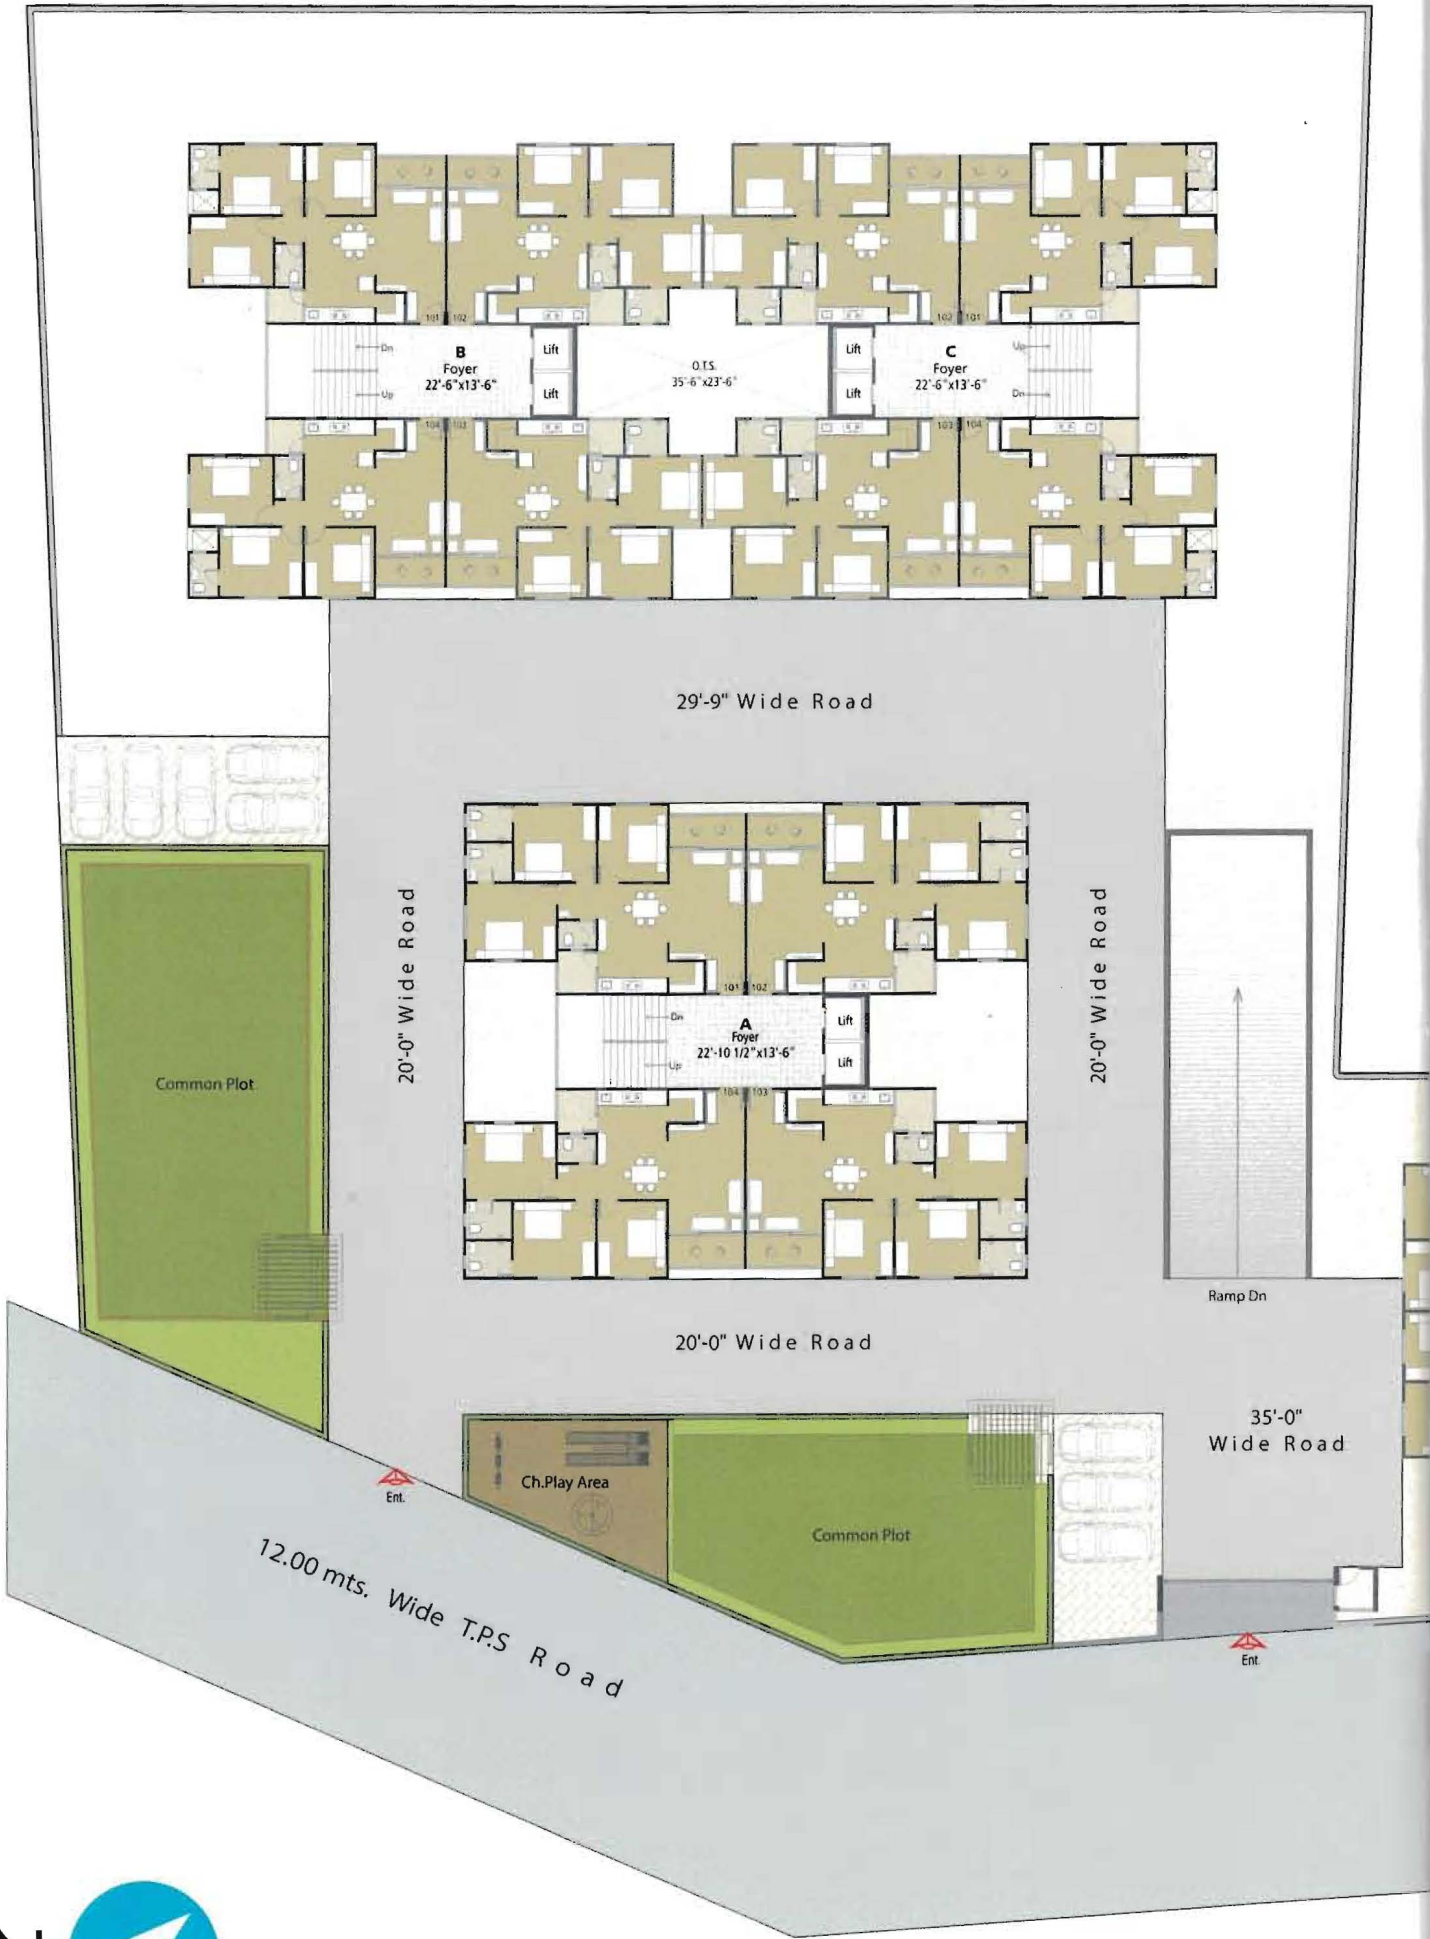 101 102
102 101
Dn
B
Foyer
22'-6"x13'-6"
Up
Lift
Lift
O.T.S.
35'-6"x23'-6"
Lift
Lift
C
Foyer
22'-6"x13'-6"
Up
Dn
104 103
103 104
29'-9" Wide Road
20'-0" Wide Road
20'-0" Wide Road
101 102
Dn
A
Foyer
22'-10 1/2"x13'-6"
Up
Lift
Lift
104 103
Common Plot
Ramp Dn
20'-0" Wide Road
35'-0"
Wide Road
Ch.Play Area
Common Plot
Ent.
Ent.
12.00 mts. Wide T.P.S Road